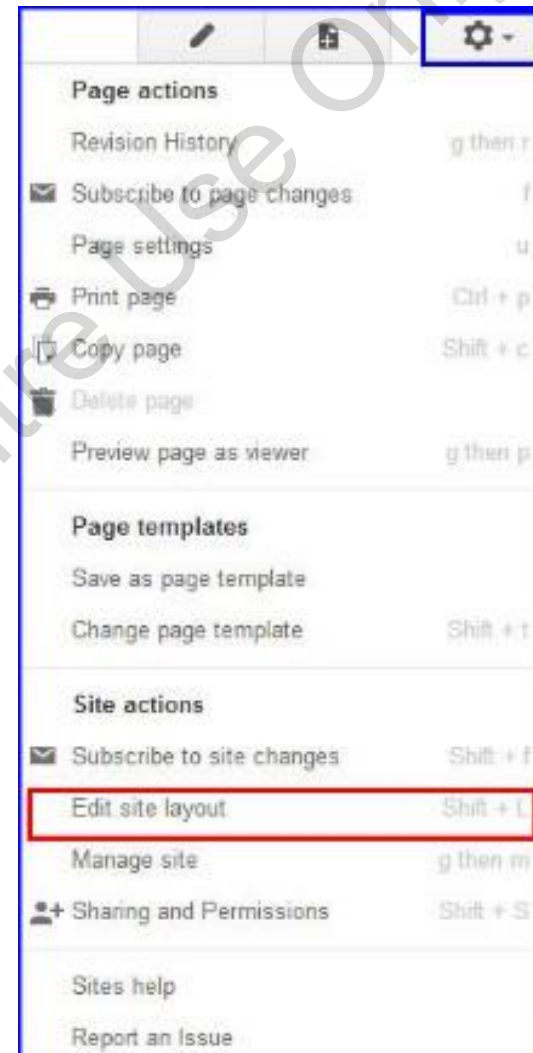 Page actions
Revision History g then r
Subscribe to page changes f
Page settings u
Print page Ctrl + p
Copy page Shift + c
Delete page
Preview page as viewer g then p
Page templates
Save as page template
Change page template Shift + t
Site actions
Subscribe to site changes Shift + f
Edit site layout Shift + L
Manage site g then m
Sharing and Permissions Shift + S
Sites help
Report an Issue